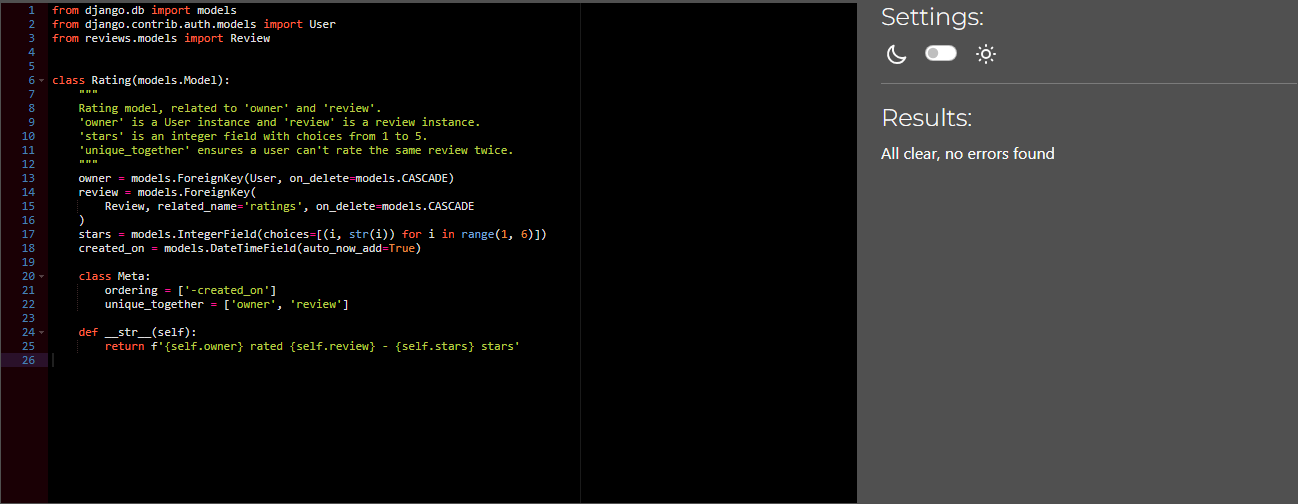 1 from django.db import models
2 from django.contrib.auth.models import User
3 from reviews.models import Review
4
5
6 class Rating(models.Model):
7     """
8     Rating model, related to 'owner' and 'review'.
9     'owner' is a User instance and 'review' is a review instance.
10     'stars' is an integer field with choices from 1 to 5.
11     'unique_together' ensures a user can't rate the same review twice.
12     """
13     owner = models.ForeignKey(User, on_delete=models.CASCADE)
14     review = models.ForeignKey(
15         Review, related_name='ratings', on_delete=models.CASCADE
16     )
17     stars = models.IntegerField(choices=[(i, str(i)) for i in range(1, 6)])
18     created_on = models.DateTimeField(auto_now_add=True)
19
20     class Meta:
21         ordering = ['-created_on']
22         unique_together = ['owner', 'review']
23
24     def __str__(self):
25         return f'{self.owner} rated {self.review} - {self.stars} stars'
26
Settings:
Results:
All clear, no errors found